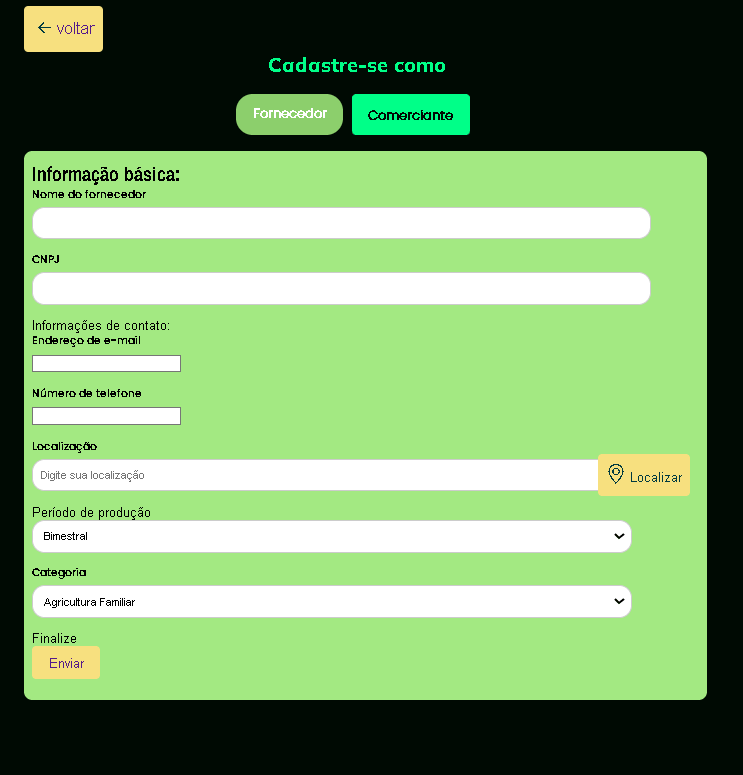 voltar
Cadastre-se como
Fornecedor
Comerciante
Informação básica:
Nome do fornecedor
CNPJ
Informações de contato:
Endereço de e-mail
Número de telefone
Localização
Digite sua localização
Localizar
Período de produção
Bimestral
Categoria
Agricultura Familiar
Finalize
Enviar